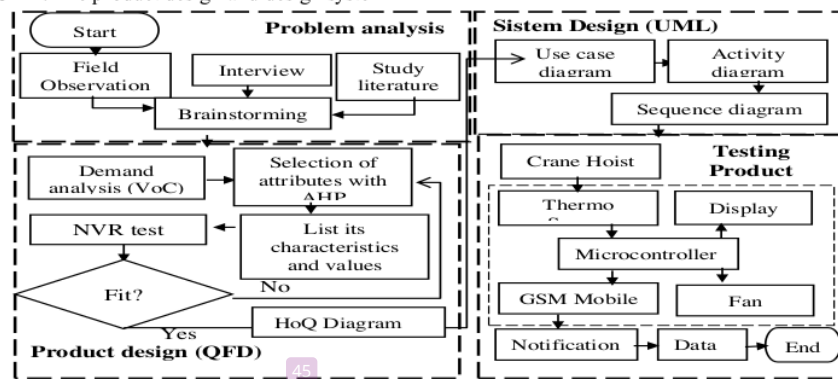 Start
Problem analysis
Field
Observation
Interview
Study
literature
Brainstorming
Sistem Design (UML)
Use case
diagram
Activity
diagram
Sequence diagram
Demand
analysis (VoC)
Selection of
attributes with
AHP
NVR test
List its
characteristics
and values
Fit?
No
Yes
HoQ Diagram
Product design (QFD)
45
Crane Hoist
Testing
Product
Thermo
Display
Microcontroller
GSM Mobile
Fan
Notification
Data
End